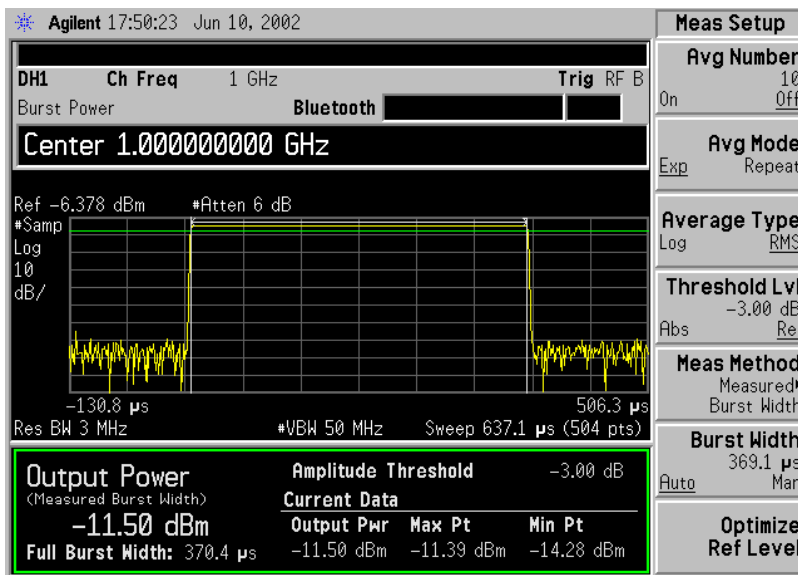 Agilent 17:50:23 Jun 10, 2002
DH1 Ch Freq 1 GHz Trig RF B
Burst Power Bluetooth
Center 1.000000000 GHz
Ref -6.378 dBm #Atten 6 dB
#Samp
Log
10
dB/
-130.8 µs 506.3 µs
Res BW 3 MHz #VBW 50 MHz Sweep 637.1 µs (504 pts)
Output Power
(Measured Burst Width)
-11.50 dBm
Full Burst Width: 370.4 µs
Amplitude Threshold -3.00 dB
Current Data
Output Pwr Max Pt Min Pt
-11.50 dBm -11.39 dBm -14.28 dBm
Meas Setup
Avg Number
10
On Off
Avg Mode
Exp Repeat
Average Type
Log RMS
Threshold Lvl
-3.00 dB
Abs Re
Meas Method
Measured
Burst Width
Burst Width
369.1 µs
Auto Man
Optimize
Ref Level